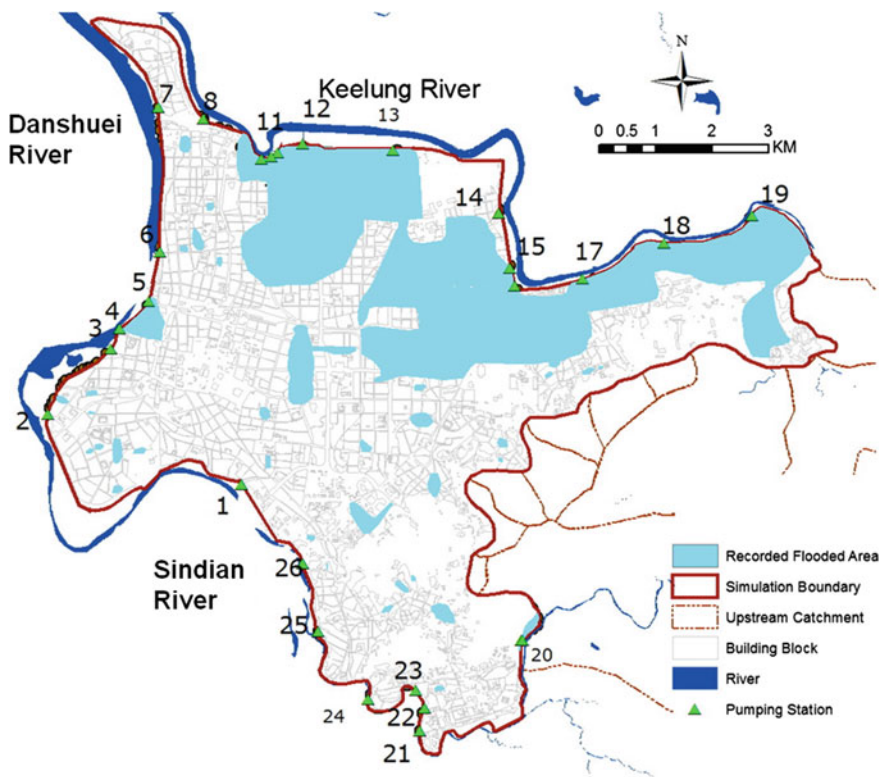 Keelung River
N
7
8
12
13
11
Danshuei
River
0 0.5 1 2 3
KM
14
19
6
15
17
18
5
4
3
2
1
Sindian
River
26
25
20
23
24
22
21
Recorded Flooded Area
Simulation Boundary
Upstream Catchment
Building Block
River
Pumping Station